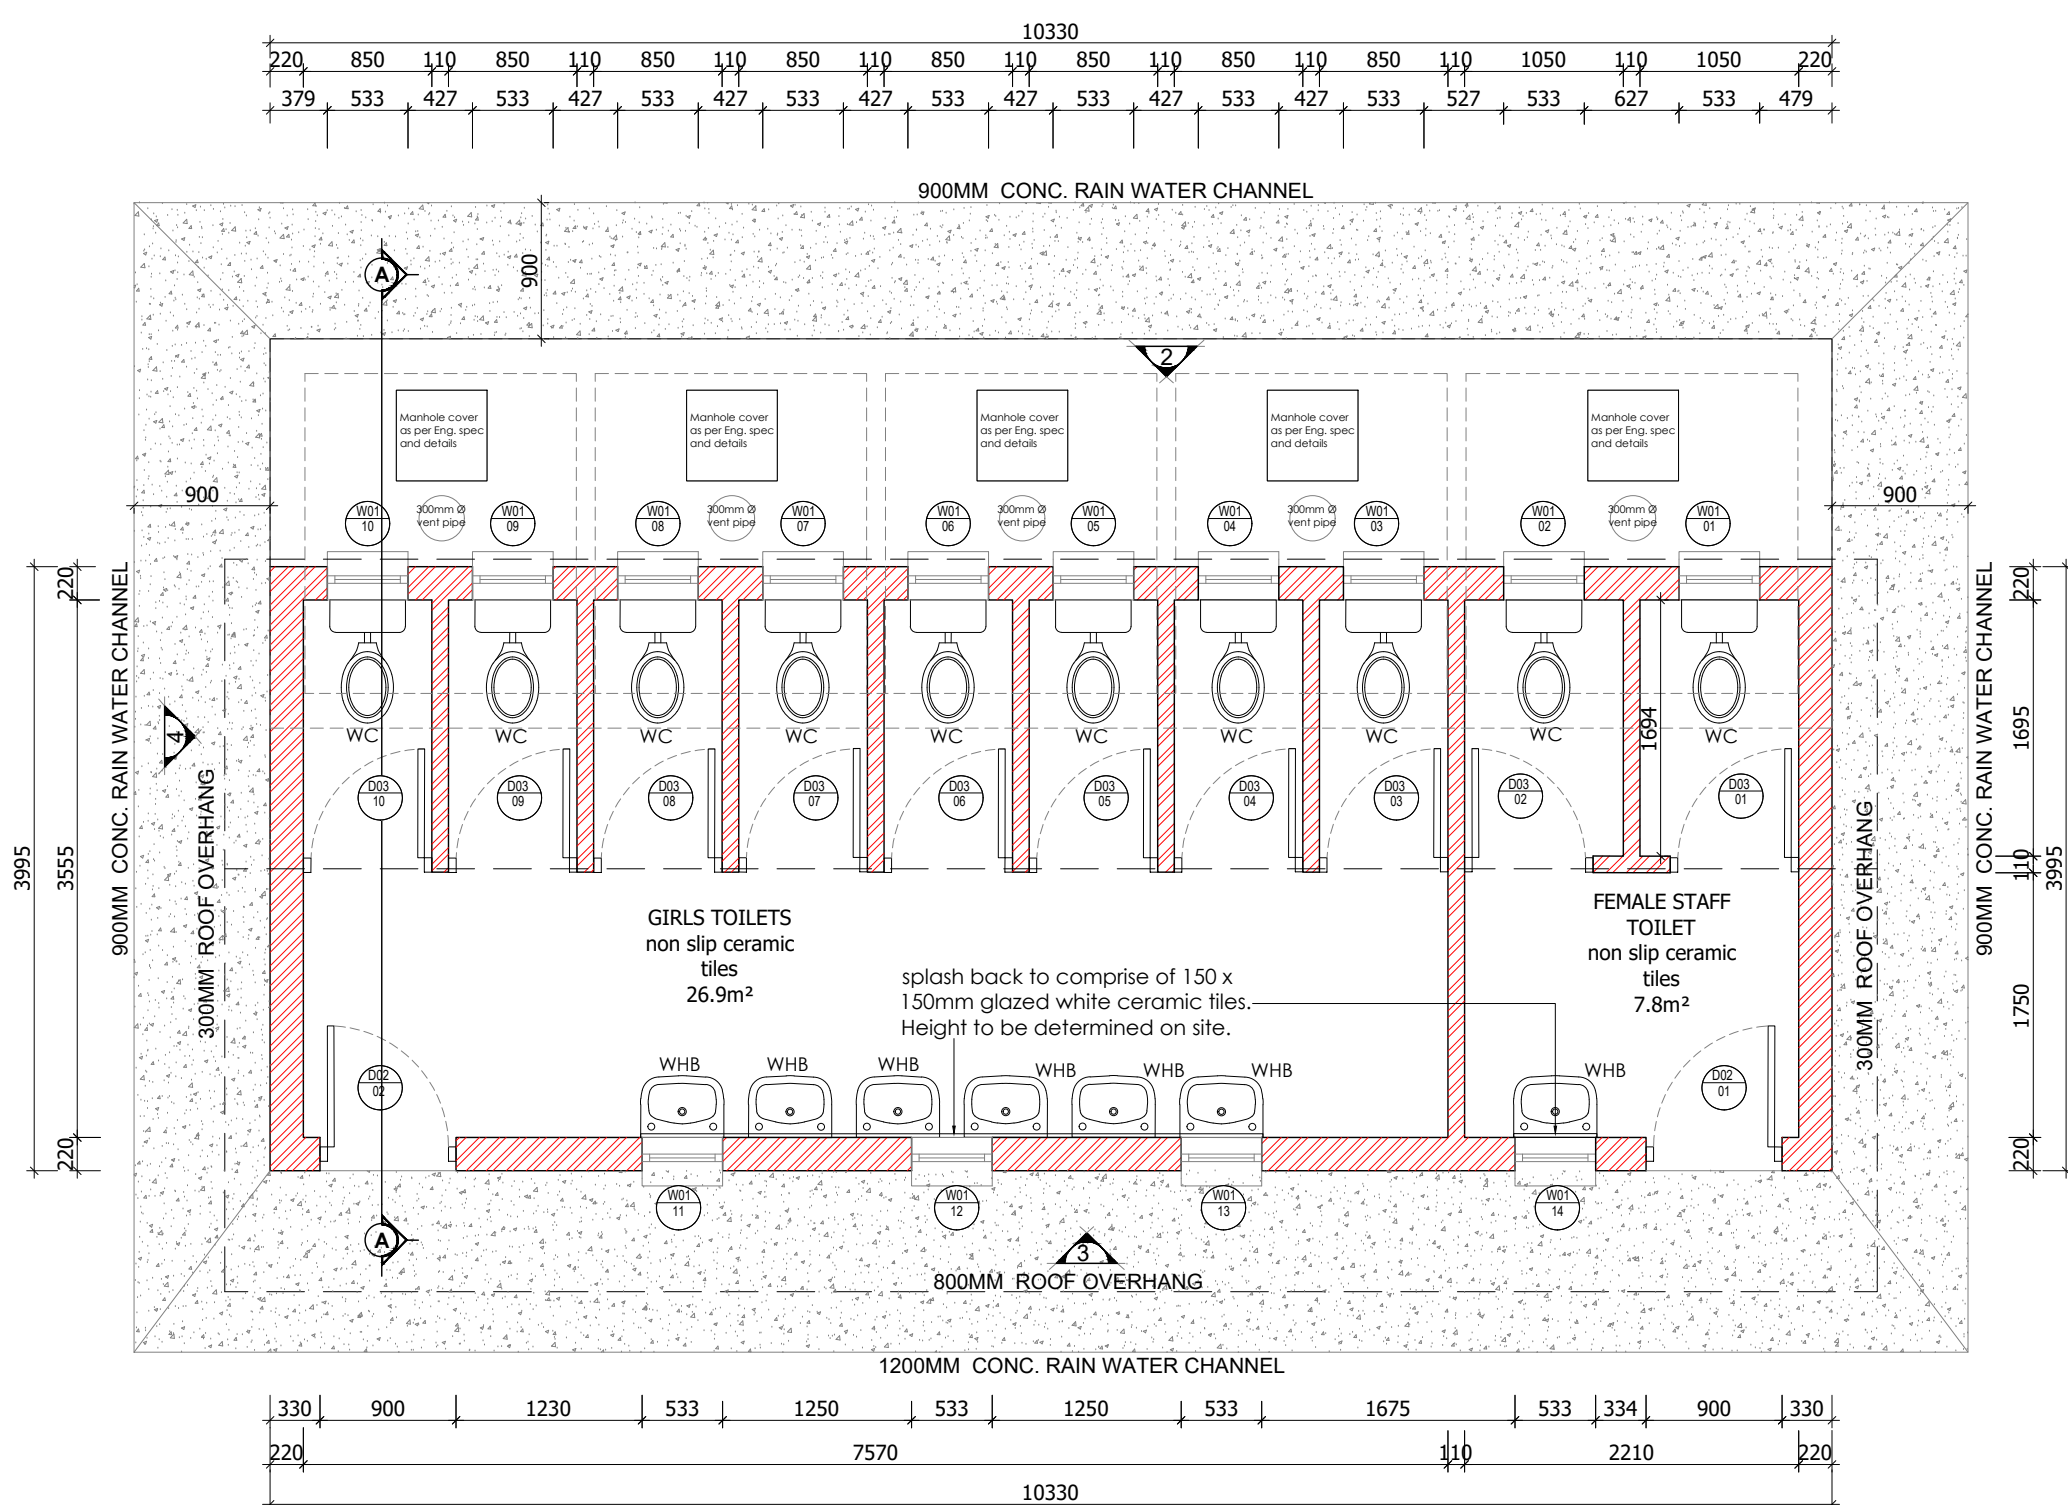 10330
220 850 110 850 110 850 110 850 110 850 110 850 110 850 110 850 110 1050 110 1050 220
379 533 427 533 427 533 427 533 427 533 427 533 427 533 427 533 527 533 627 533 479
900MM CONC. RAIN WATER CHANNEL
900
A
2
Manhole cover
as per Eng. spec
and details
Manhole cover
as per Eng. spec
and details
Manhole cover
as per Eng. spec
and details
Manhole cover
as per Eng. spec
and details
Manhole cover
as per Eng. spec
and details
900
900
W01
10
300mm Ø
vent pipe
W01
09
W01
08
300mm Ø
vent pipe
W01
07
W01
06
300mm Ø
vent pipe
W01
05
W01
04
300mm Ø
vent pipe
W01
03
W01
02
300mm Ø
vent pipe
W01
01
3995
220
3555
220
900MM CONC. RAIN WATER CHANNEL
300MM ROOF OVERHANG
4
WC WC WC WC WC WC WC WC WC WC
1694
D03
10
D03
09
D03
08
D03
07
D03
06
D03
05
D03
04
D03
03
D03
02
D03
01
300MM ROOF OVERHANG
900MM CONC. RAIN WATER CHANNEL
220
1695
110
1750
220
3995
GIRLS TOILETS
non slip ceramic
tiles
26.9m²
FEMALE STAFF
TOILET
non slip ceramic
tiles
7.8m²
splash back to comprise of 150 x
150mm glazed white ceramic tiles.
Height to be determined on site.
WHB WHB WHB WHB WHB WHB WHB
D02
02
D02
01
W01
11
W01
12
W01
13
W01
14
A
3
800MM ROOF OVERHANG
1200MM CONC. RAIN WATER CHANNEL
330 900 1230 533 1250 533 1250 533 1675 533 334 900 330
220 7570 110 2210 220
10330